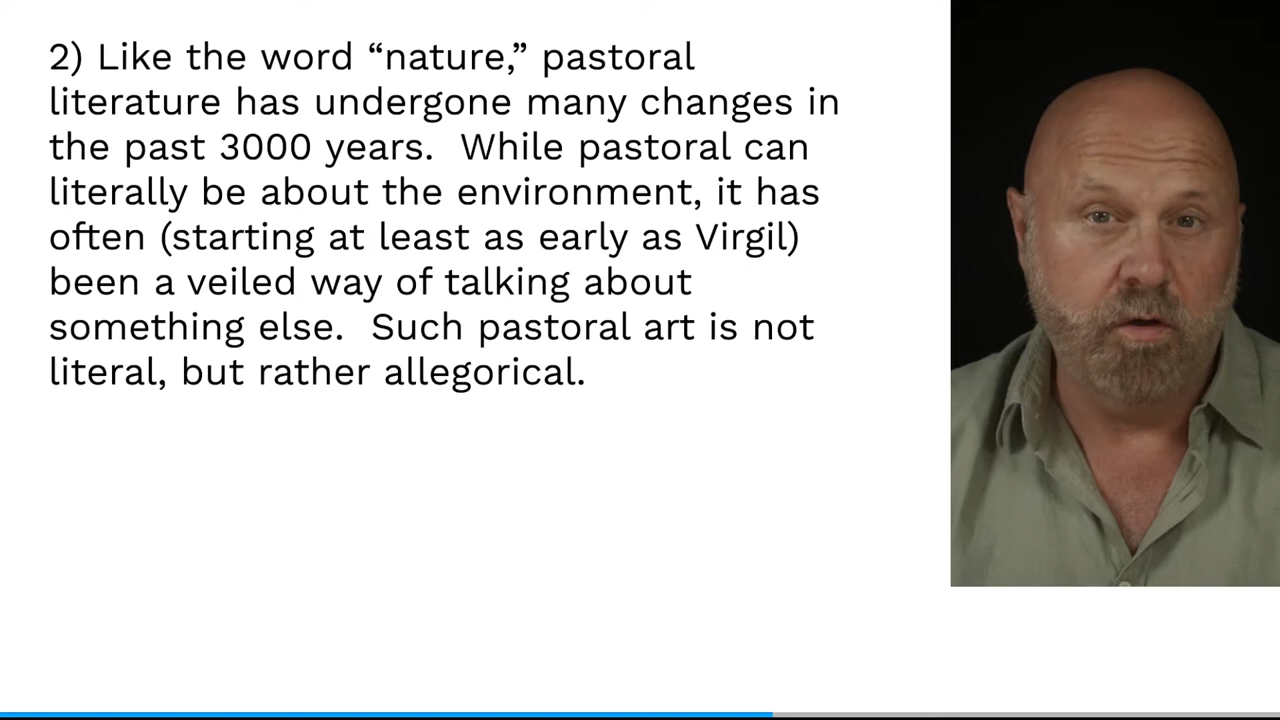 2) Like the word “nature,” pastoral
literature has undergone many changes in
the past 3000 years.  While pastoral can
literally be about the environment, it has
often (starting at least as early as Virgil)
been a veiled way of talking about
something else.  Such pastoral art is not
literal, but rather allegorical.